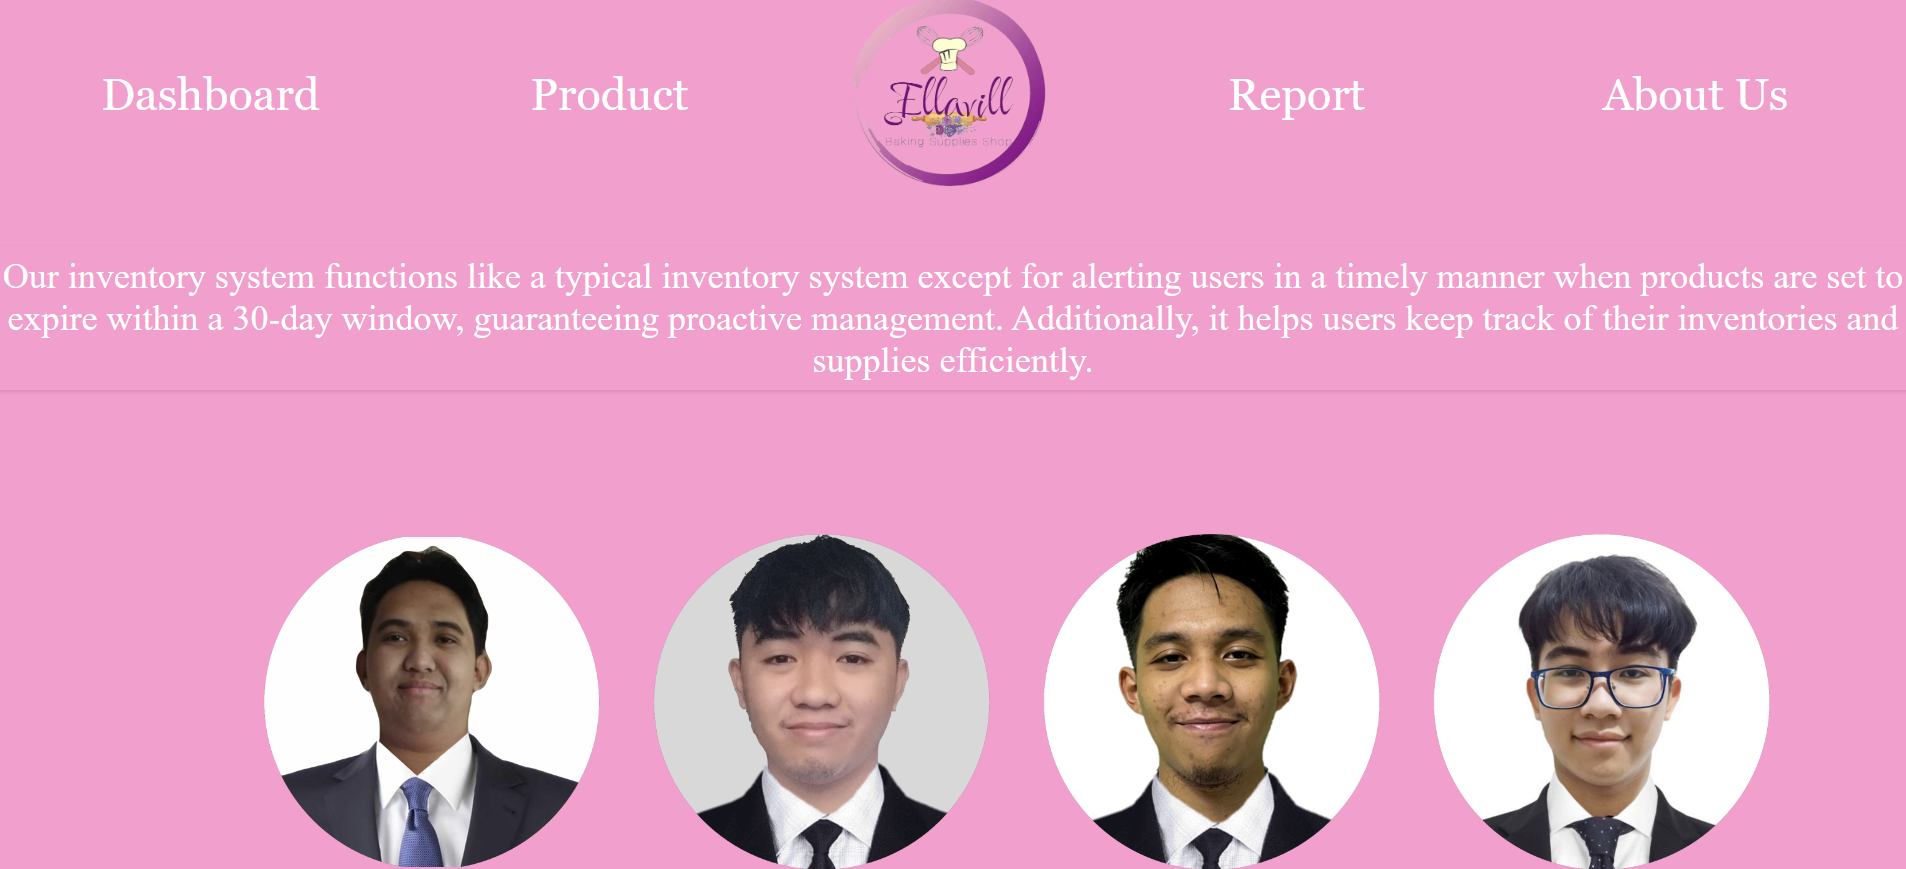 Dashboard
Product
Ellavill
Baking Supplies Shop
Report
About Us
Our inventory system functions like a typical inventory system except for alerting users in a timely manner when products are set to
expire within a 30-day window, guaranteeing proactive management. Additionally, it helps users keep track of their inventories and
supplies efficiently.